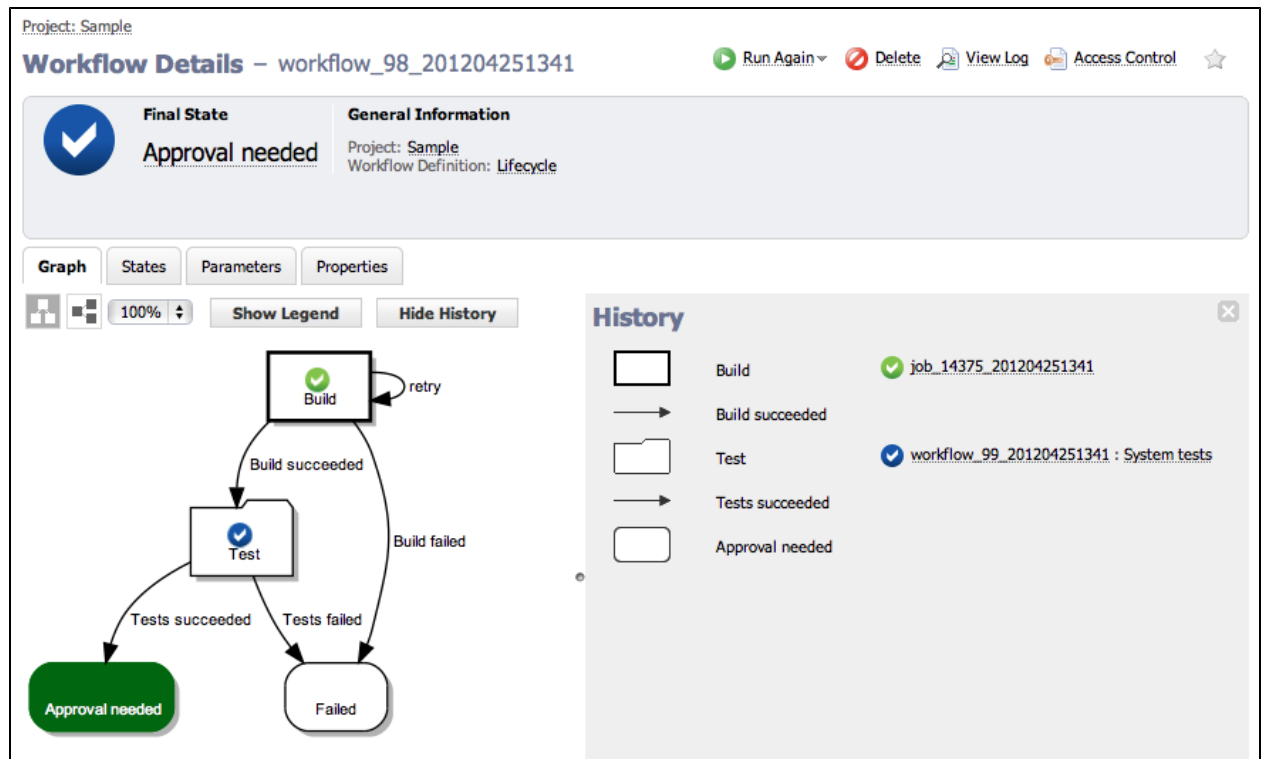 Project: Sample
Workflow Details – workflow_98_201204251341
Run Again Delete View Log Access Control
Final State
Approval needed
General Information
Project: Sample
Workflow Definition: Lifecycle
Graph States Parameters Properties
100% Show Legend Hide History
Build
retry
Build succeeded
Build failed
Test
Tests succeeded
Tests failed
Approval needed
Failed
History
Build job_14375_201204251341
Build succeeded
Test workflow_99_201204251341 : System tests
Tests succeeded
Approval needed